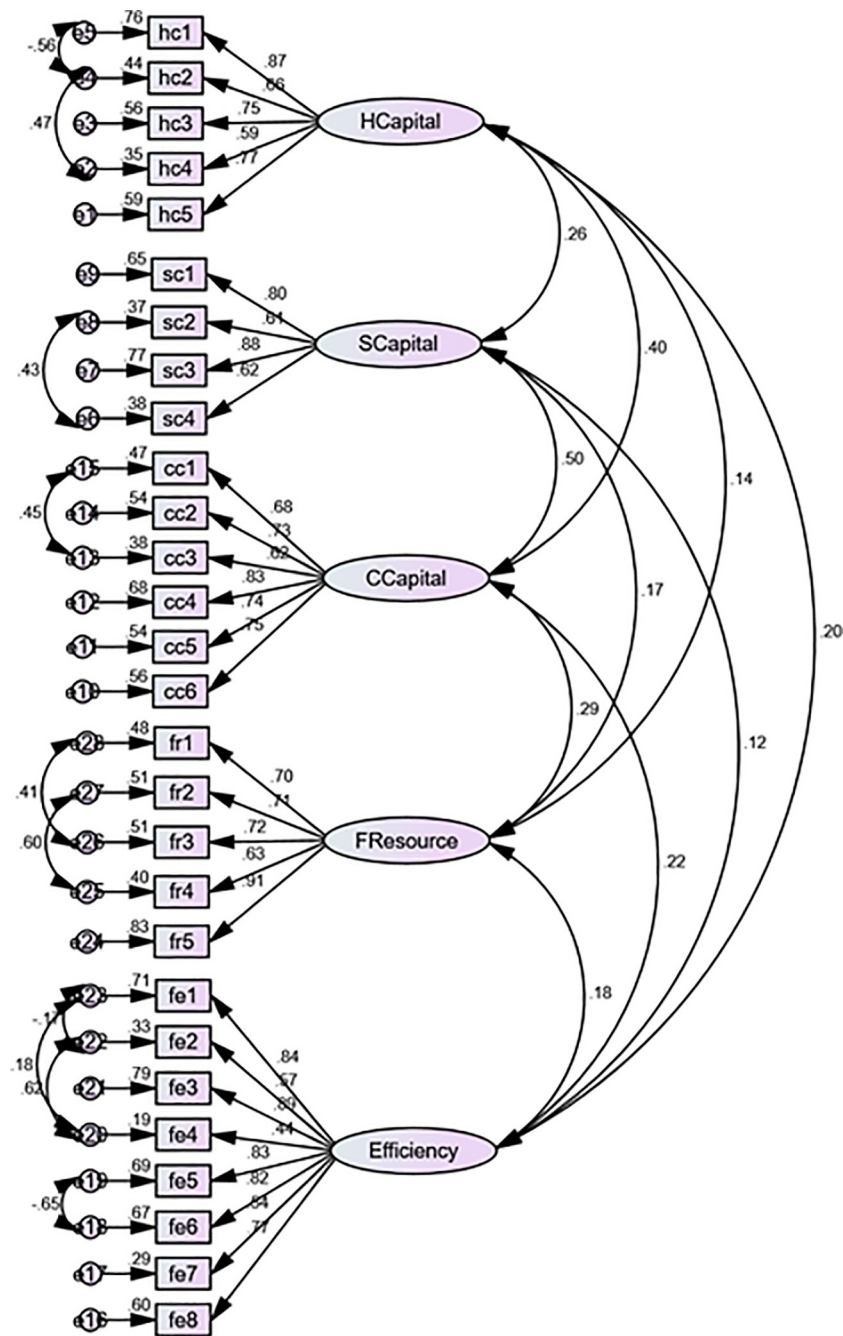 .76
hc1
-.56
.87
.44
hc2
.66
.56
hc3
.75
.47
HCapital
.59
.35
hc4
.77
.59
hc5
.26
.65
sc1
.80
.37
sc2
.61
.77
sc3
.88
.43
SCapital
.62
.38
sc4
.40
.47
cc1
.50
.14
.68
.45
.54
cc2
.73
.38
cc3
.62
.83
CCapital
.68
cc4
.74
.17
.54
cc5
.75
.20
.56
cc6
.29
.48
fr1
.12
.70
.41
.51
fr2
.71
.51
fr3
.72
.60
FResource
.63
.22
.40
fr4
.91
.83
fr5
.71
fe1
.18
-.17
.33
fe2
.84
.18
.57
.62
.79
fe3
.89
.19
fe4
.44
.83
Efficiency
.69
fe5
.82
-.65
.67
fe6
.77
.29
fe7
.60
fe8